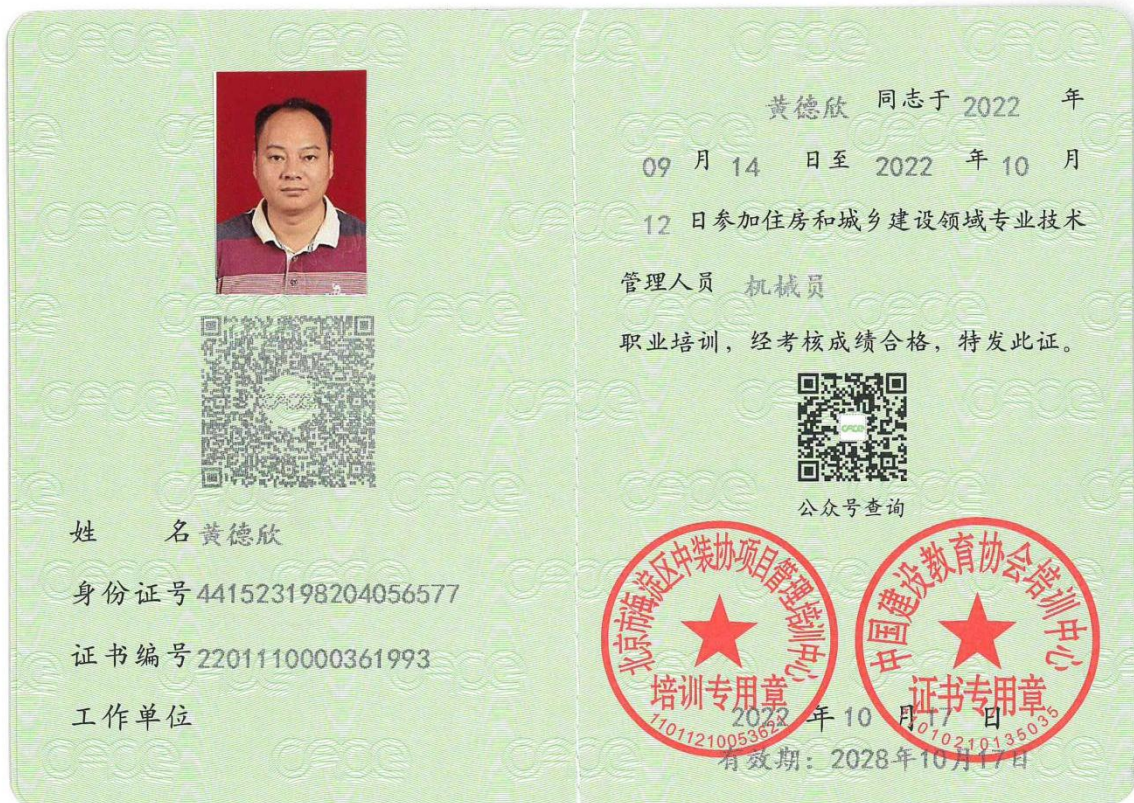 姓 名 黄德欣
身份证号 441523198204056577
证书编号 2201110000361993
工作单位
黄德欣 同志于 2022 年
09 月 14 日至 2022 年 10 月
12 日参加住房和城乡建设领域专业技术
管理人员 机械员
职业培训，经考核成绩合格，特发此证。
CECE
公众号查询
北京市海淀区中装协项目管理培训中心
培训专用章
11011210053621
中国建设教育协会培训中心
证书专用章
11010210135035
2022 年 10 月 17 日
有效期：2028年10月17日